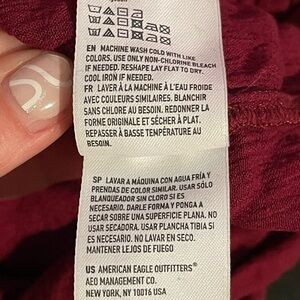 EN MACHINE WASH COLD WITH LIKE
COLORS. USE ONLY NON-CHLORINE BLEACH
IF NEEDED. RESHAPE LAY FLAT TO DRY.
COOL IRON IF NEEDED.
FR LAVER À LA MACHINE À L'EAU FROIDE
AVEC COULEURS SIMILAIRES. BLANCHIR
SANS CHLORE AU BESOIN. REDONNER LA
FORME ORIGINALE ET SÉCHER À PLAT.
REPASSER À BASSE TEMPÉRATURE AU
BESOIN.
SP LAVAR A MÁQUINA CON AGUA FRÍA Y
PRENDAS DE COLOR SIMILAR. USAR SÓLO
BLANQUEADOR SIN CLORO SI ES
NECESARIO. DARLE FORMA Y PONGA A
SECAR SOBRE UNA SUPERFICIE PLANA. NO
USAR SECADORA. USAR PLANCHA TIBIA SI
ES NECESARIO. NO LAVAR EN SECO.
MANTENER LEJOS DE FUEGO
US AMERICAN EAGLE OUTFITTERS®
AEO MANAGEMENT CO.
NEW YORK, NY 10016 USA